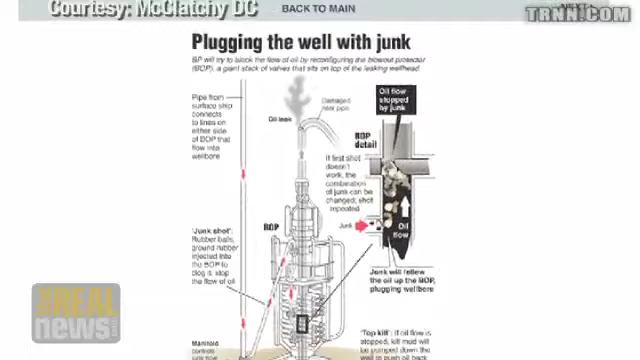 Courtesy: McClatchy DC
BACK TO MAIN
NEXT
TRNN.COM
Plugging the well with junk
BP will try to block the flow of oil by reconfiguring the blowout protector
(BOP), a giant stack of valves that sits on top of the leaking wellhead
Pipe from
surface ship
connects
to lines on
either side
of BOP that
flow into
wellbore
Oil leak
Damaged
riser pipe
Oil flow
stopped
by junk
BOP
detail
If first shot
doesn't
work, the
combination
of junk can be
changed, shot
repeated
Junk
Oil
flow
'Junk shot':
Rubber balls,
ground rubber
injected into
the BOP to
clog it, stop
the flow of oil
BOP
Junk will follow
the oil up the BOP,
plugging wellbore
Manifold
controls
'Top kill': If oil flow is
stopped, kill mud will
be pumped down the
well to push oil back
THE REAL
news